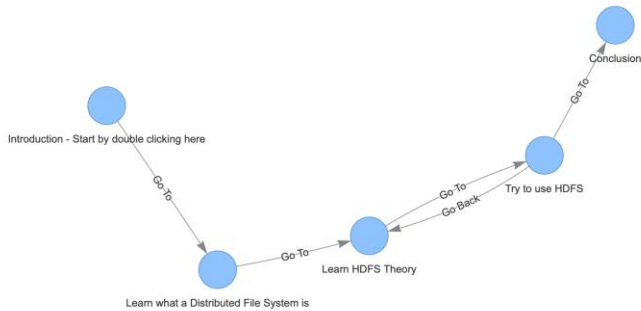 Conclusion
Go To
Introduction - Start by double clicking here
Go To
Try to use HDFS
Go To
Go Back
Go To
Learn HDFS Theory
Learn what a Distributed File System is